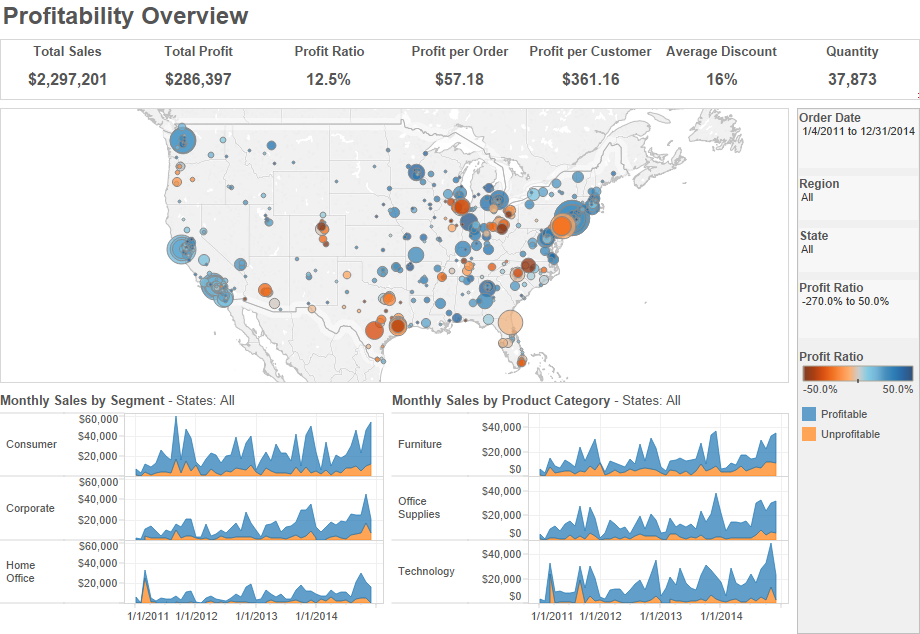 Profitability Overview
Total Sales Total Profit Profit Ratio Profit per Order Profit per Customer Average Discount Quantity
$2,297,201 $286,397 12.5% $57.18 $361.16 16% 37,873
Order Date
1/4/2011 to 12/31/2014
Region
All
State
All
Profit Ratio
-270.0% to 50.0%
Profit Ratio
-50.0% 50.0%
Profitable
Unprofitable
Monthly Sales by Segment - States: All
Consumer
$60,000
$40,000
$20,000
Corporate
$60,000
$40,000
$20,000
Home
Office
$60,000
$40,000
$20,000
1/1/2011 1/1/2012 1/1/2013 1/1/2014
Monthly Sales by Product Category - States: All
Furniture
$40,000
$20,000
$0
Office
Supplies
$40,000
$20,000
$0
Technology
$40,000
$20,000
$0
1/1/2011 1/1/2012 1/1/2013 1/1/2014